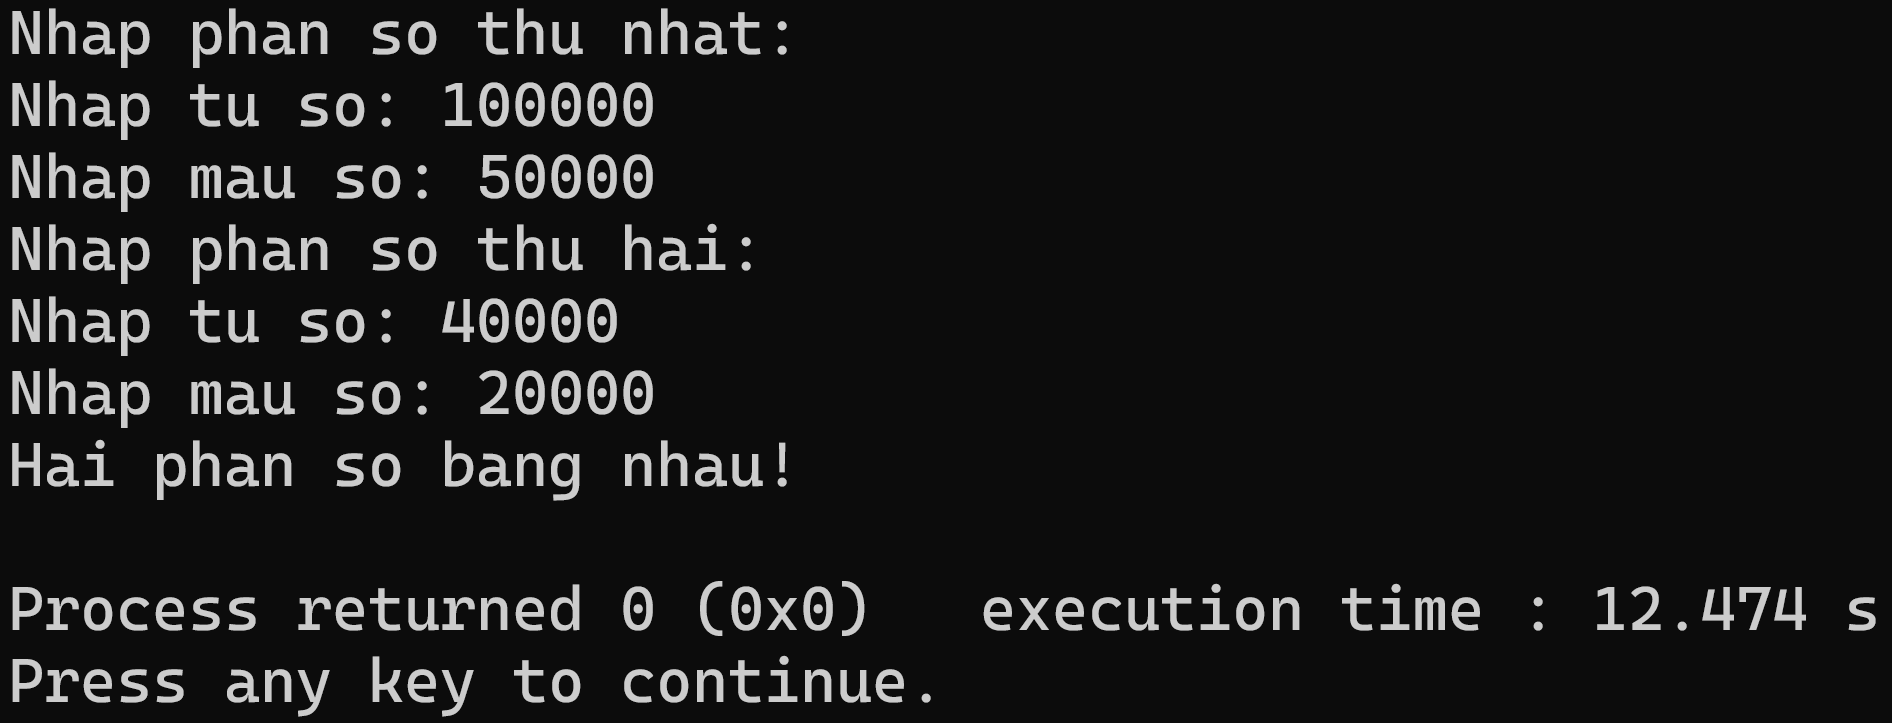 Nhap phan so thu nhat:
Nhap tu so: 100000
Nhap mau so: 50000
Nhap phan so thu hai:
Nhap tu so: 40000
Nhap mau so: 20000
Hai phan so bang nhau!
Process returned 0 (0x0)   execution time : 12.474 s
Press any key to continue.